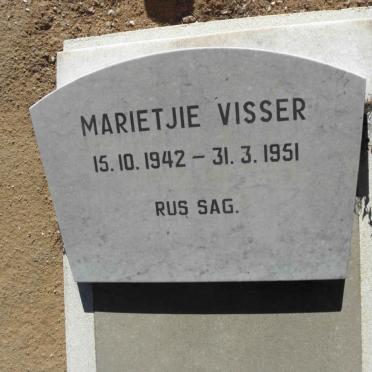 MARIETJIE VISSER
15.10.1942 – 31.3.1951
RUS SAG.